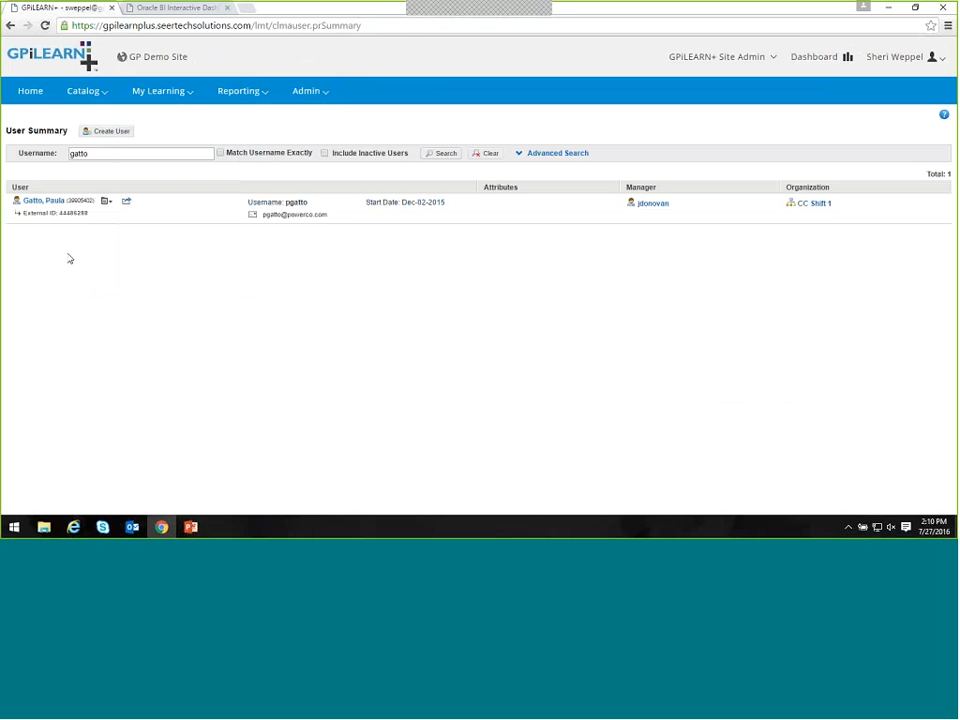 GPiLEARN+ - sweppel@g
Oracle BI Interactive Das
https://gpilearnplus.seertechsolutions.com/lmt/clmauser.prSummary
GPiLEARN+
GP Demo Site
GPiLEARN+ Site Admin
Dashboard
Sheri Weppel
Home
Catalog
My Learning
Reporting
Admin
User Summary
Create User
Username:
gatto
Match Username Exactly
Include Inactive Users
Search
Clear
Advanced Search
Total: 1
User
Attributes
Manager
Organization
Gatto, Paula (39905402)
Username: pgatto
Start Date: Dec-02-2015
jdonovan
CC Shift 1
External ID: 44486288
pgatto@powerco.com
2:10 PM
7/27/2016